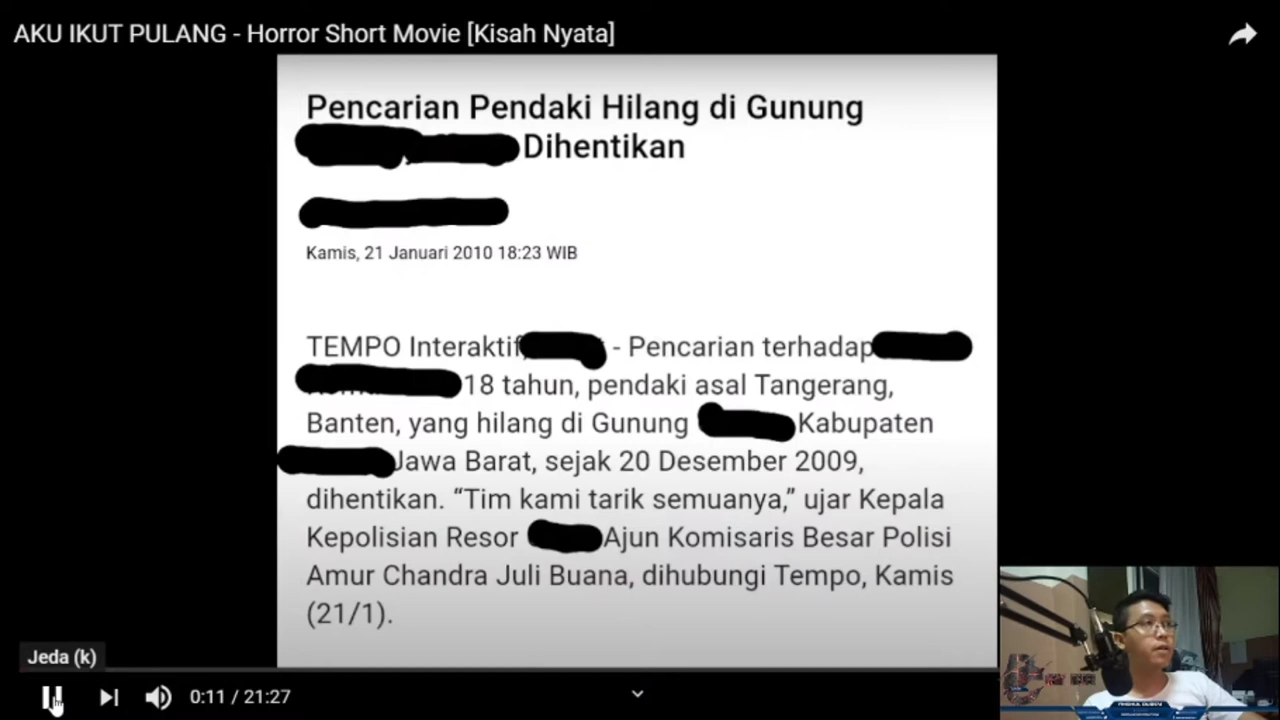 AKU IKUT PULANG - Horror Short Movie [Kisah Nyata]
Pencarian Pendaki Hilang di Gunung
Dihentikan
Kamis, 21 Januari 2010 18:23 WIB
TEMPO Interaktif, - Pencarian terhadap
18 tahun, pendaki asal Tangerang,
Banten, yang hilang di Gunung Kabupaten
Jawa Barat, sejak 20 Desember 2009,
dihentikan. “Tim kami tarik semuanya,” ujar Kepala
Kepolisian Resor Ajun Komisaris Besar Polisi
Amur Chandra Juli Buana, dihubungi Tempo, Kamis
(21/1).
Jeda (k)
0:11 / 21:27